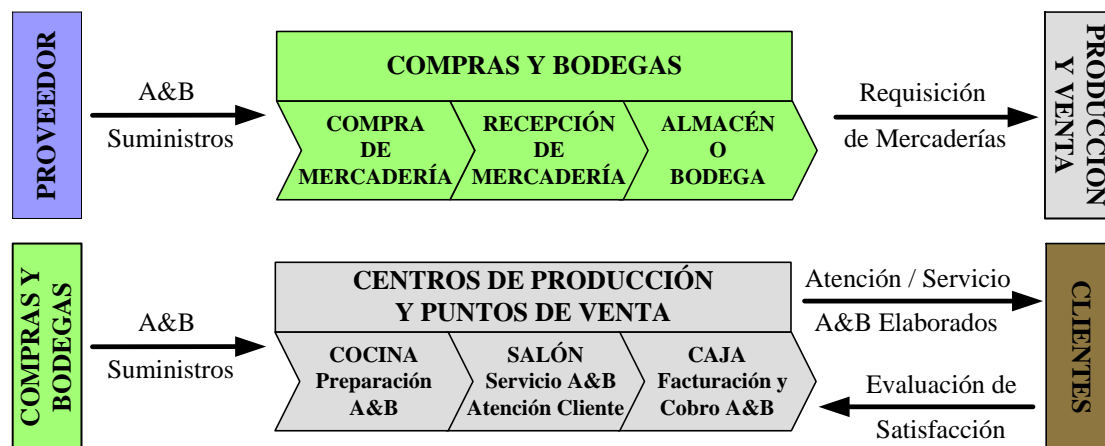 PROVEEDOR
A&B
Suministros
COMPRAS Y BODEGAS
COMPRA
DE
MERCADERÍA
RECEPCIÓN
DE
MERCADERÍA
ALMACÉN
O
BODEGA
Requisición
de Mercaderías
PRODUCCION
Y VENTA
COMPRAS Y
BODEGAS
A&B
Suministros
CENTROS DE PRODUCCIÓN
Y PUNTOS DE VENTA
COCINA
Preparación
A&B
SALÓN
Servicio A&B
Atención Cliente
CAJA
Facturación y
Cobro A&B
Atención / Servicio
A&B Elaborados
Evaluación de
Satisfacción
CLIENTES